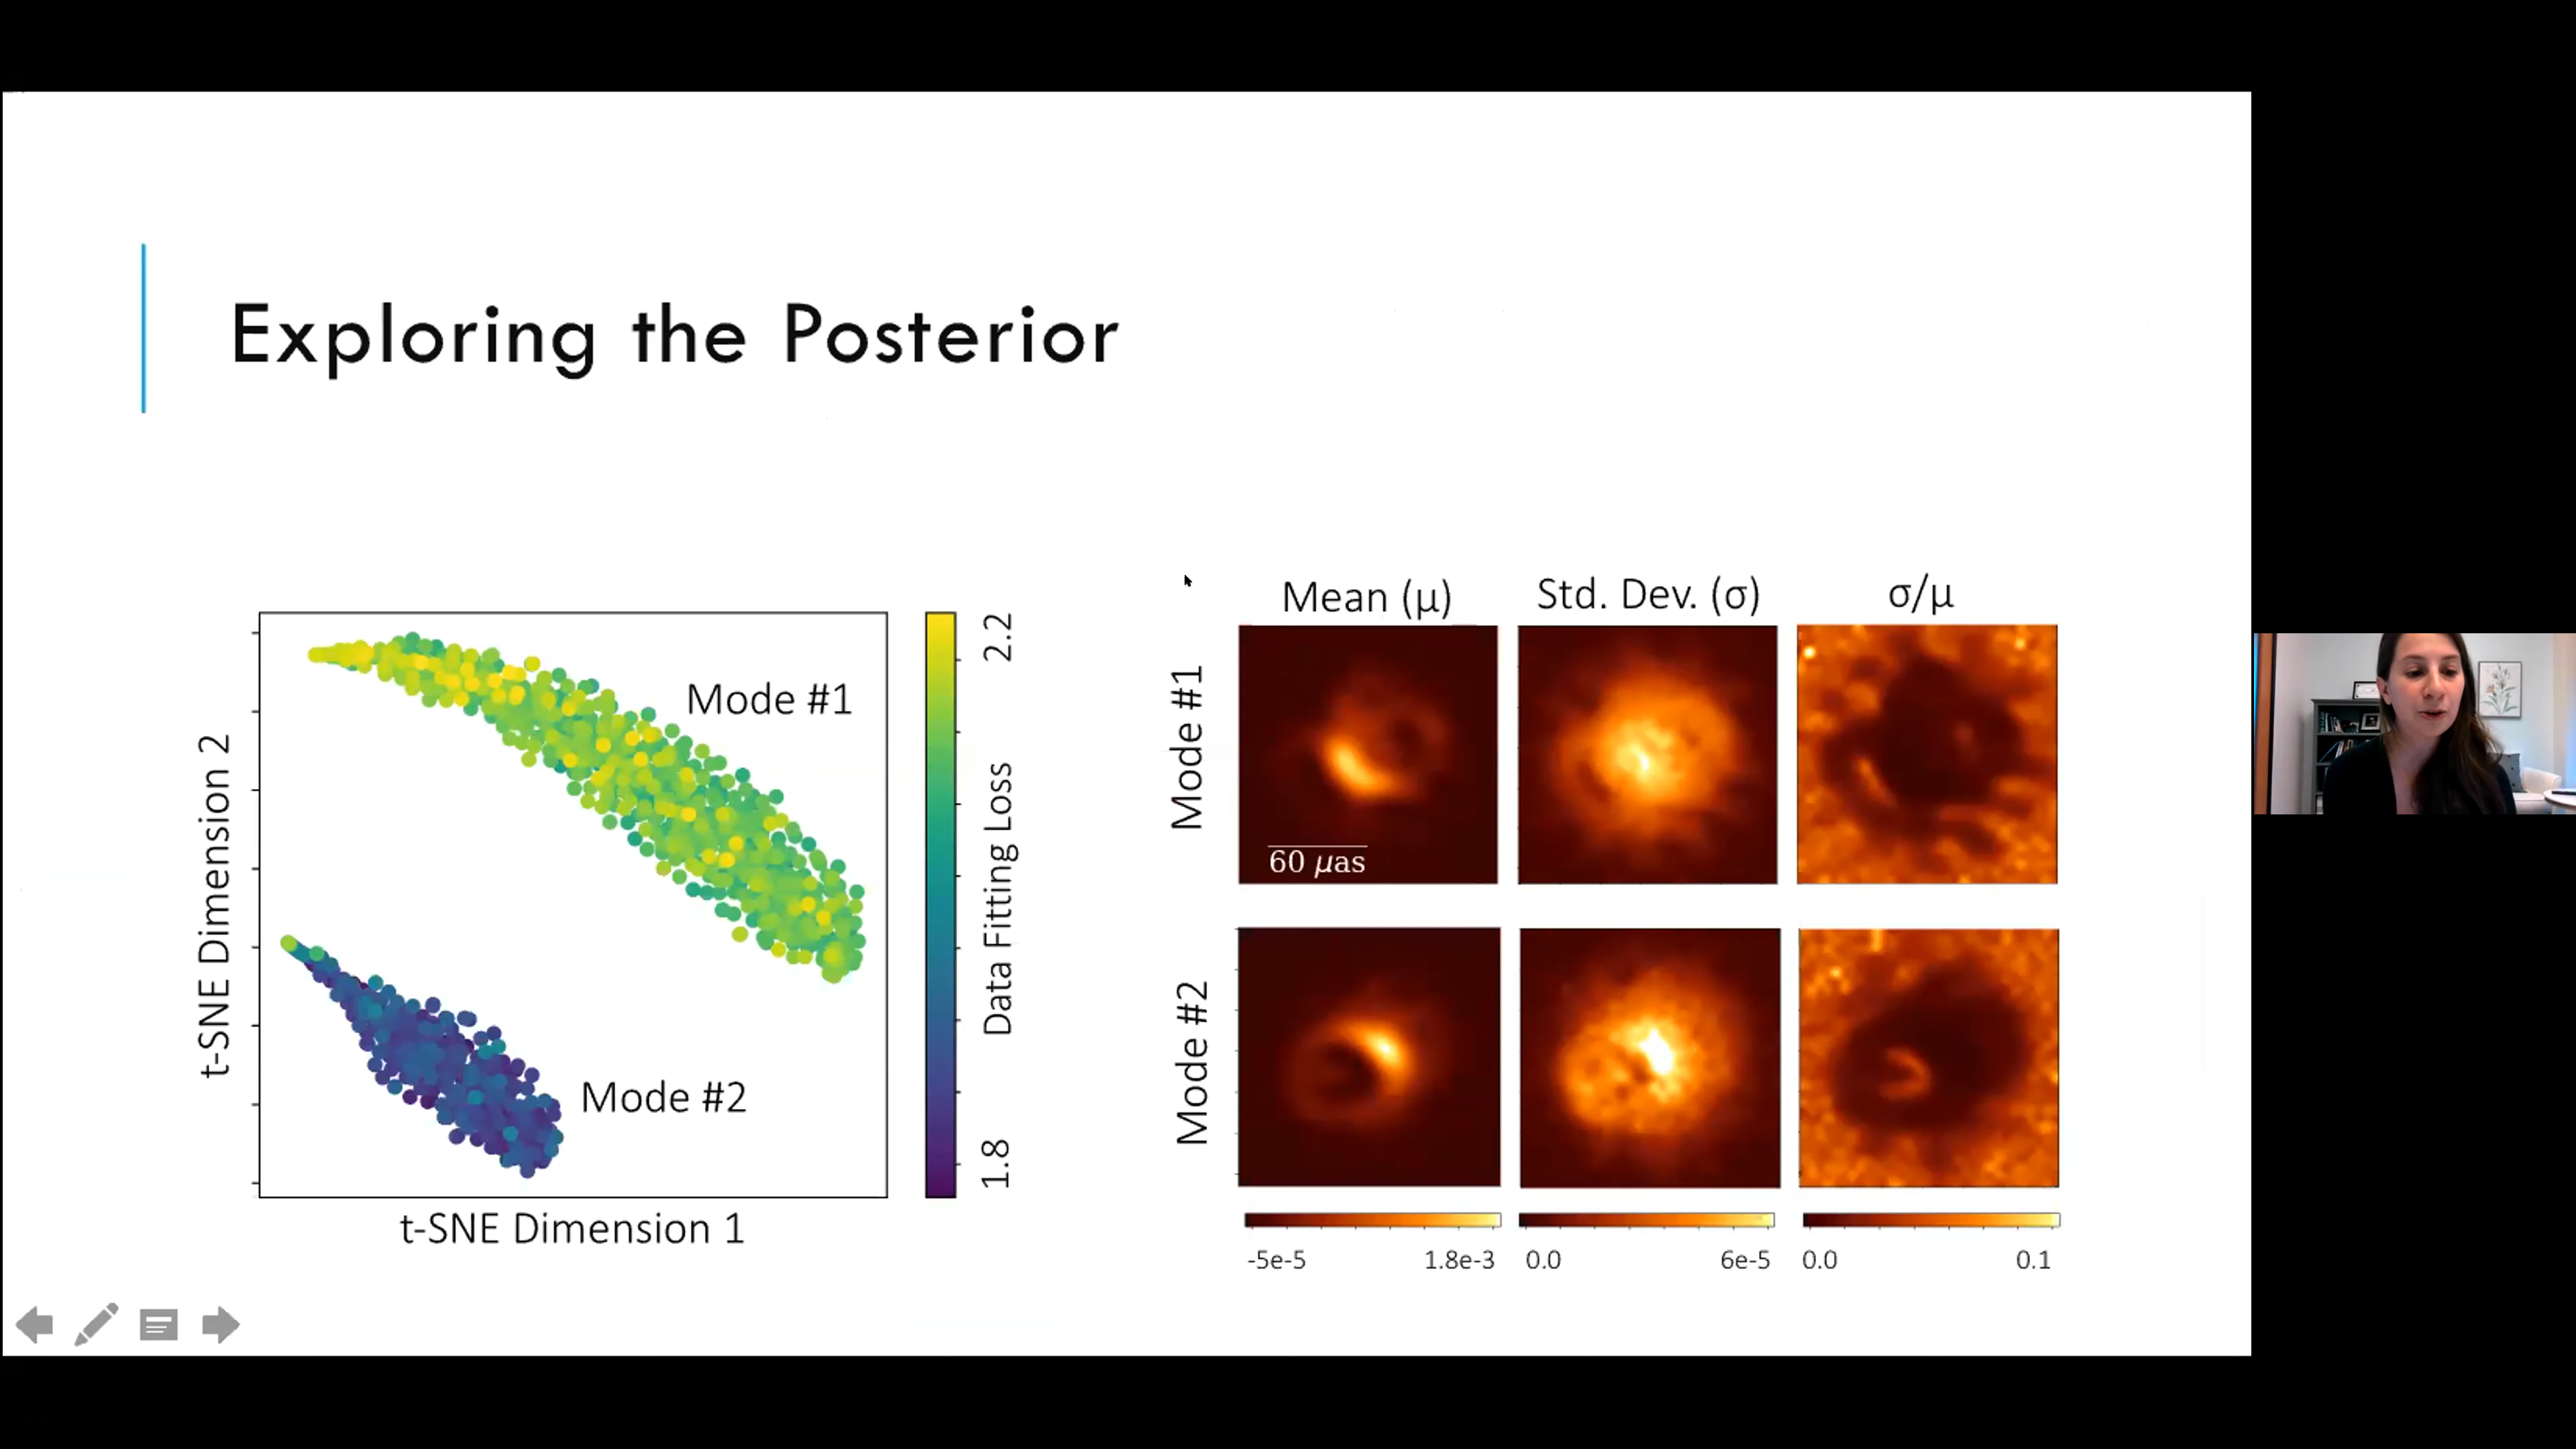 Exploring the Posterior
t-SNE Dimension 2
Mode #1
Mode #2
t-SNE Dimension 1
2.2
Data Fitting Loss
1.8
Mean (μ)
Std. Dev. (σ)
σ/μ
Mode #1
60 μas
Mode #2
-5e-5
1.8e-3
0.0
6e-5
0.0
0.1